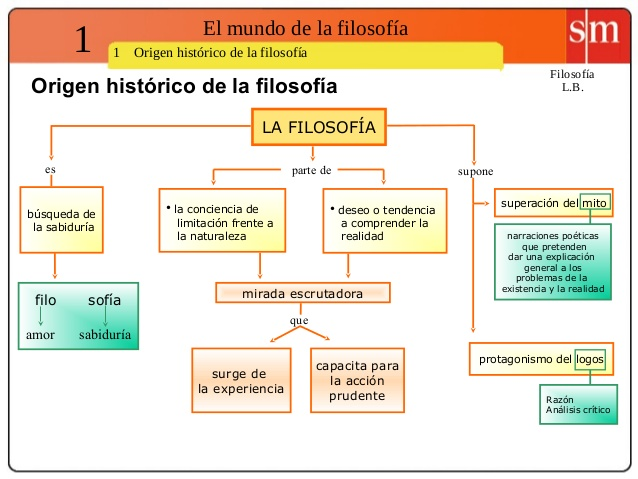 1
El mundo de la filosofía
1 Origen histórico de la filosofía
sm
Filosofía
L.B.
Origen histórico de la filosofía
LA FILOSOFÍA
es
parte de
supone
búsqueda de
la sabiduría
• la conciencia de
limitación frente a
la naturaleza
• deseo o tendencia
a comprender la
realidad
superación del mito
narraciones poéticas
que pretenden
dar una explicación
general a los
problemas de la
existencia y la realidad
filo sofía
amor sabiduría
mirada escrutadora
que
surge de
la experiencia
capacita para
la acción
prudente
protagonismo del logos
Razón
Análisis crítico